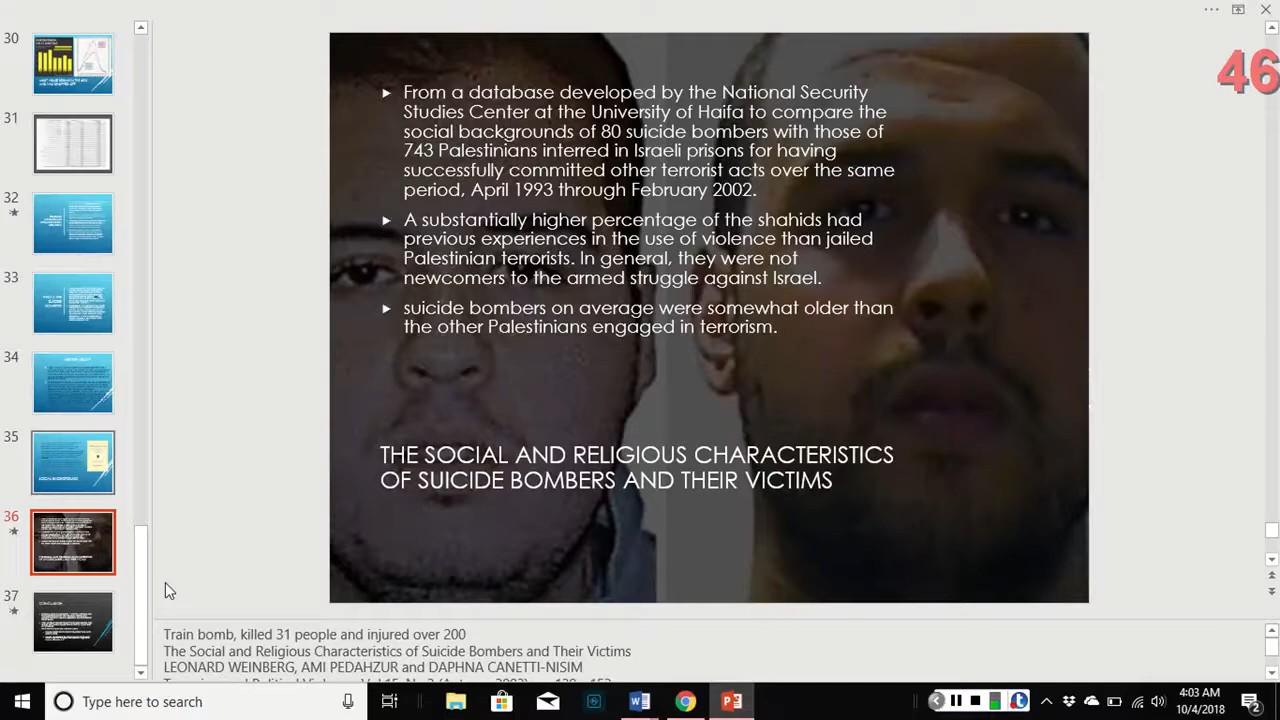 30
31
32
33
34
35
36
37
46
From a database developed by the National Security
Studies Center at the University of Haifa to compare the
social backgrounds of 80 suicide bombers with those of
743 Palestinians interred in Israeli prisons for having
successfully committed other terrorist acts over the same
period, April 1993 through February 2002.
A substantially higher percentage of the shahids had
previous experiences in the use of violence than jailed
Palestinian terrorists. In general, they were not
newcomers to the armed struggle against Israel.
suicide bombers on average were somewhat older than
the other Palestinians engaged in terrorism.
THE SOCIAL AND RELIGIOUS CHARACTERISTICS
OF SUICIDE BOMBERS AND THEIR VICTIMS
Train bomb, killed 31 people and injured over 200
The Social and Religious Characteristics of Suicide Bombers and Their Victims
LEONARD WEINBERG, AMI PEDAHZUR and DAPHNA CANETTI-NISIM
Type here to search
4:03 AM
10/4/2018
2